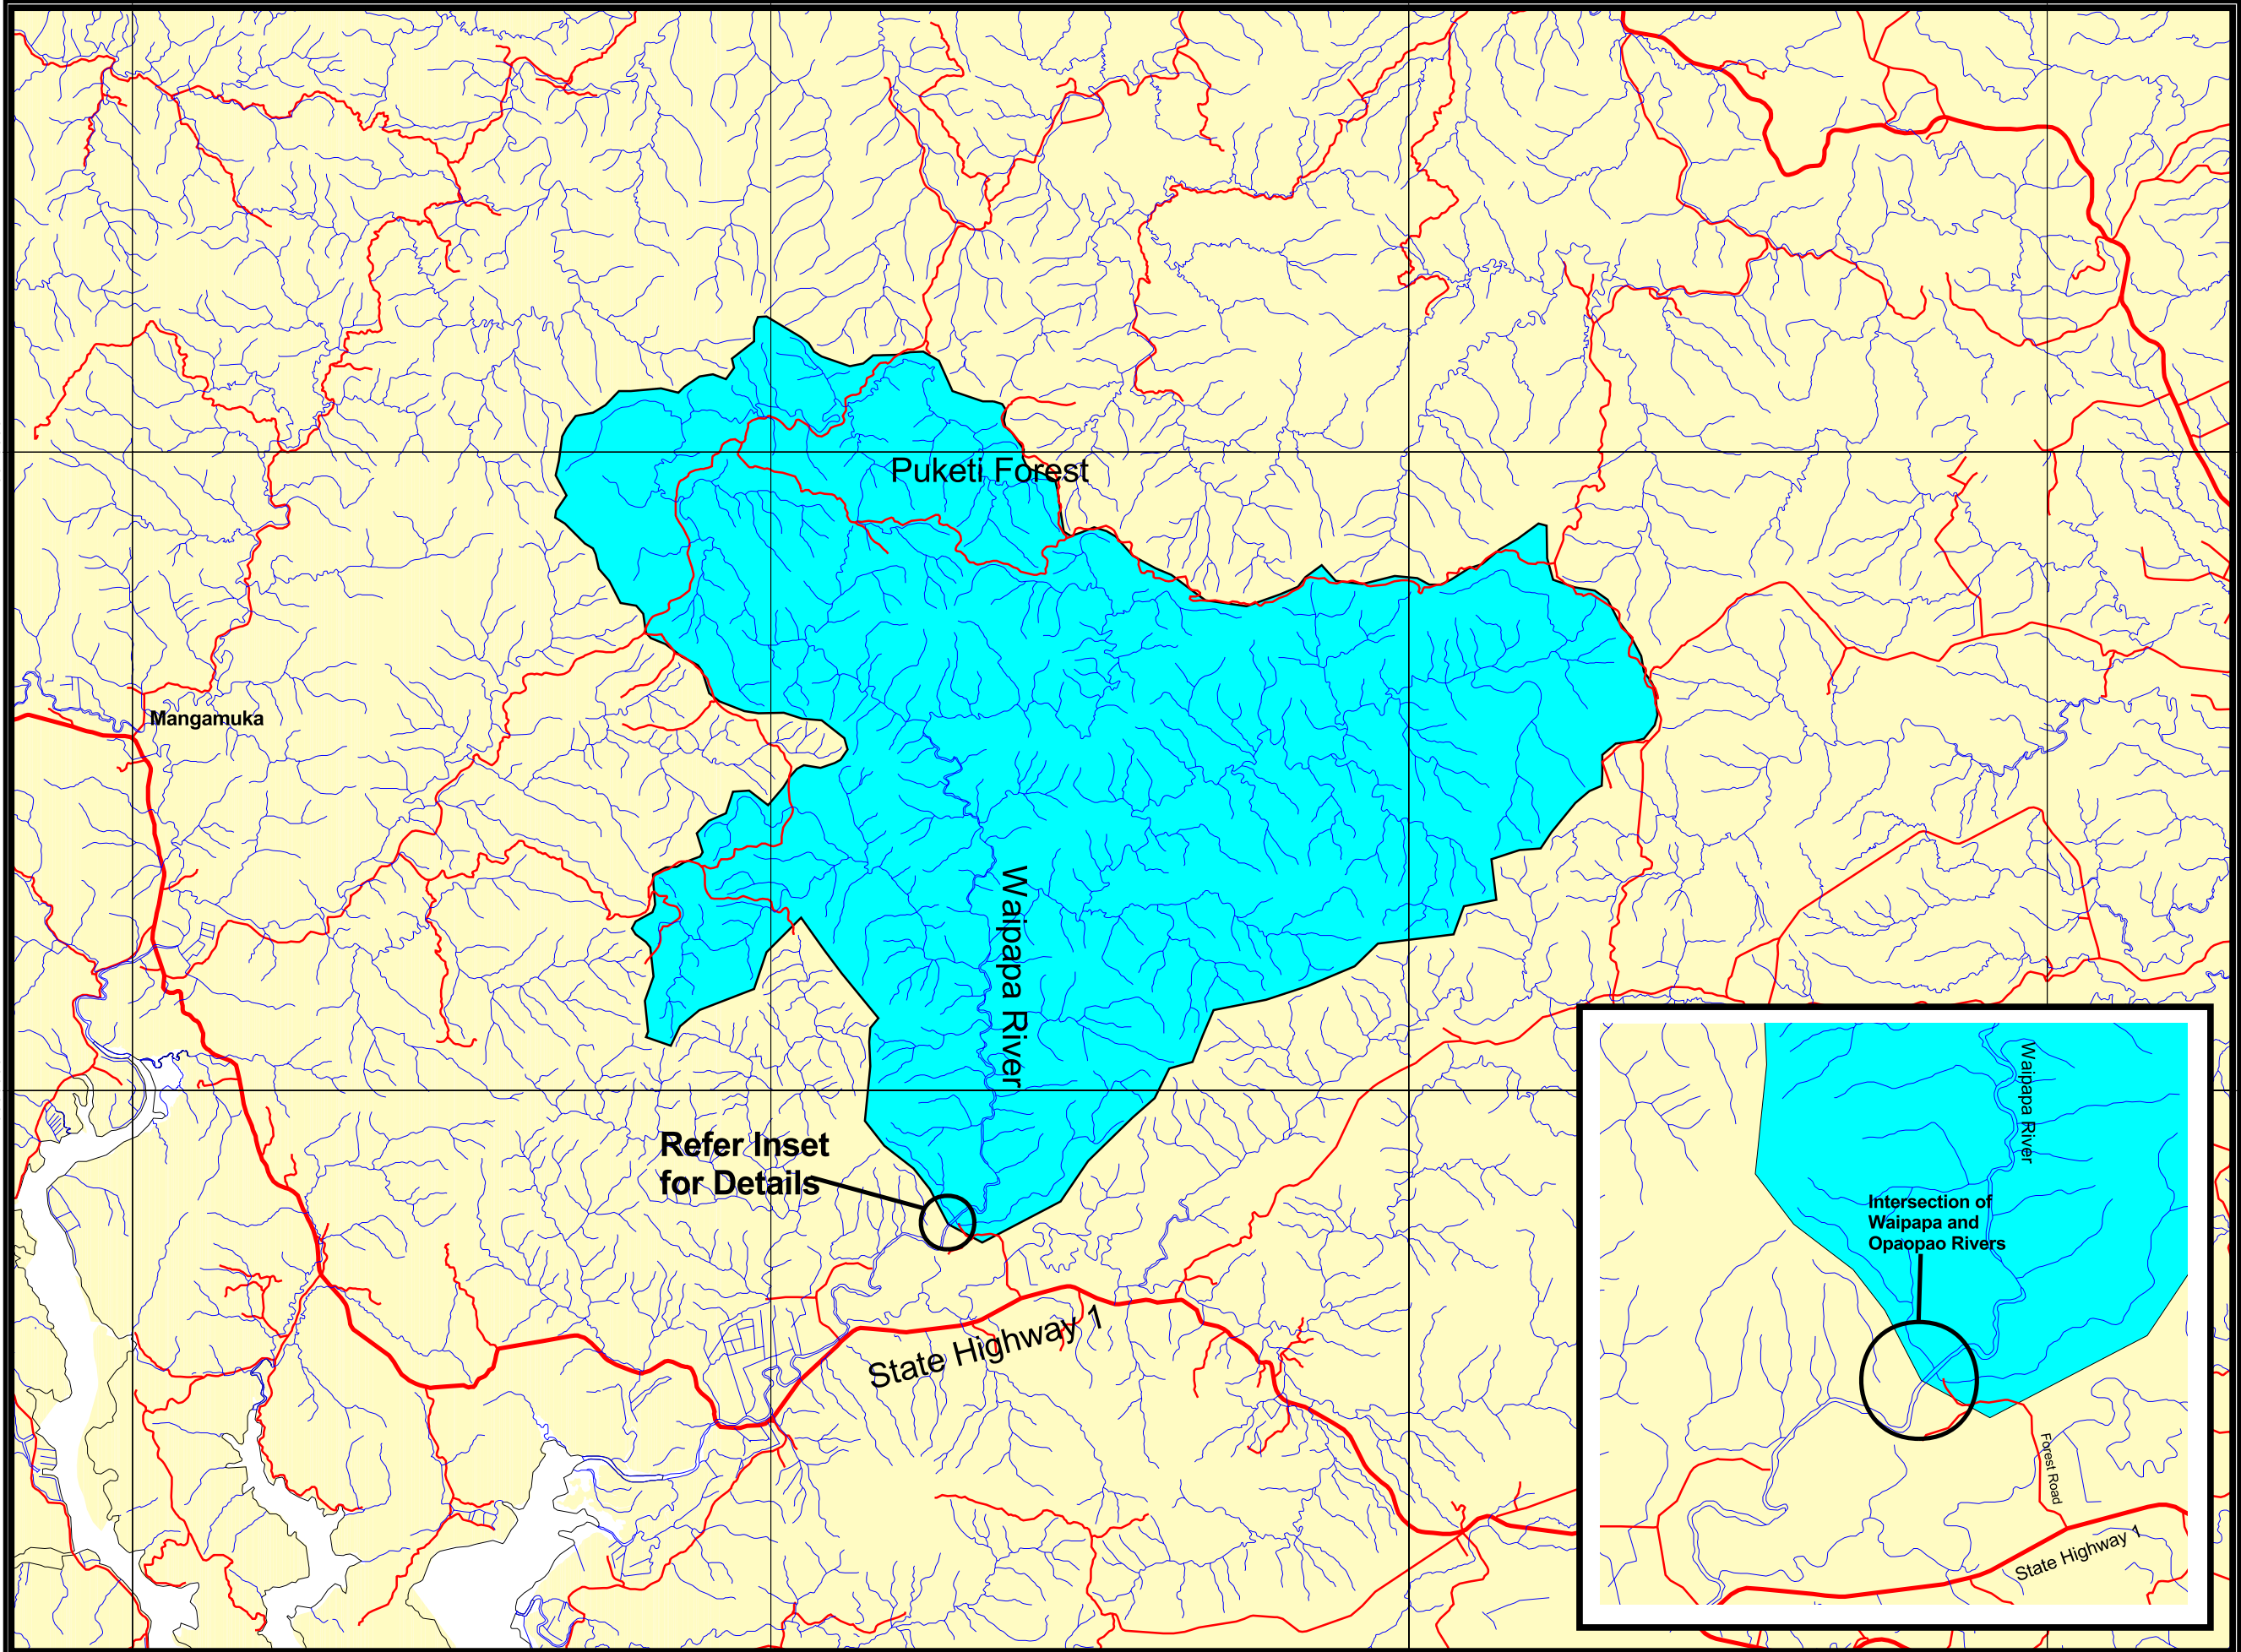 Puketi Forest
Mangamuka
Waipapa River
Refer Inset
for Details
State Highway 1
Waipapa River
Intersection of
Waipapa and
Opaopao Rivers
Forest Road
State Highway 1